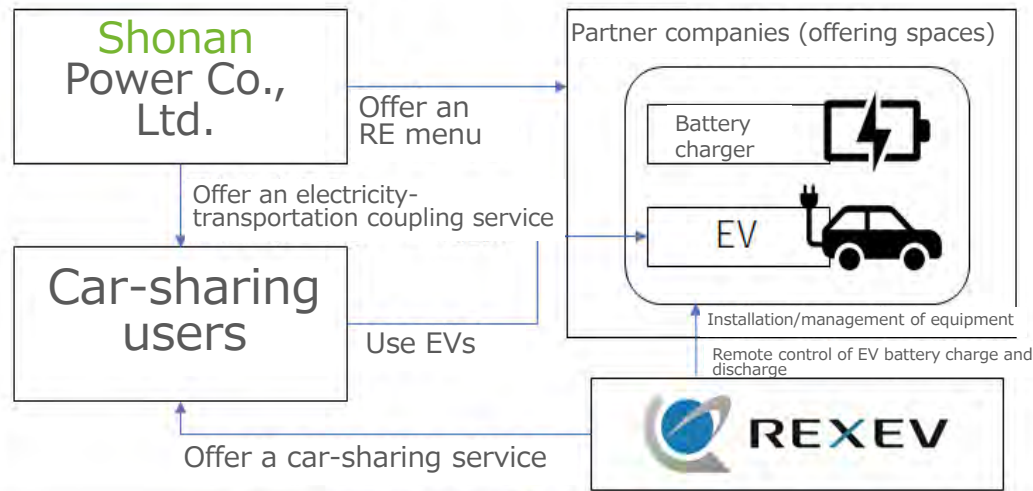 Shonan
Power Co.,
Ltd.
Partner companies (offering spaces)
Offer an
RE menu
Battery
charger
Offer an electricity-
transportation coupling service
EV
Car-sharing
users
Use EVs
Installation/management of equipment
Remote control of EV battery charge and
discharge
REXEV
Offer a car-sharing service